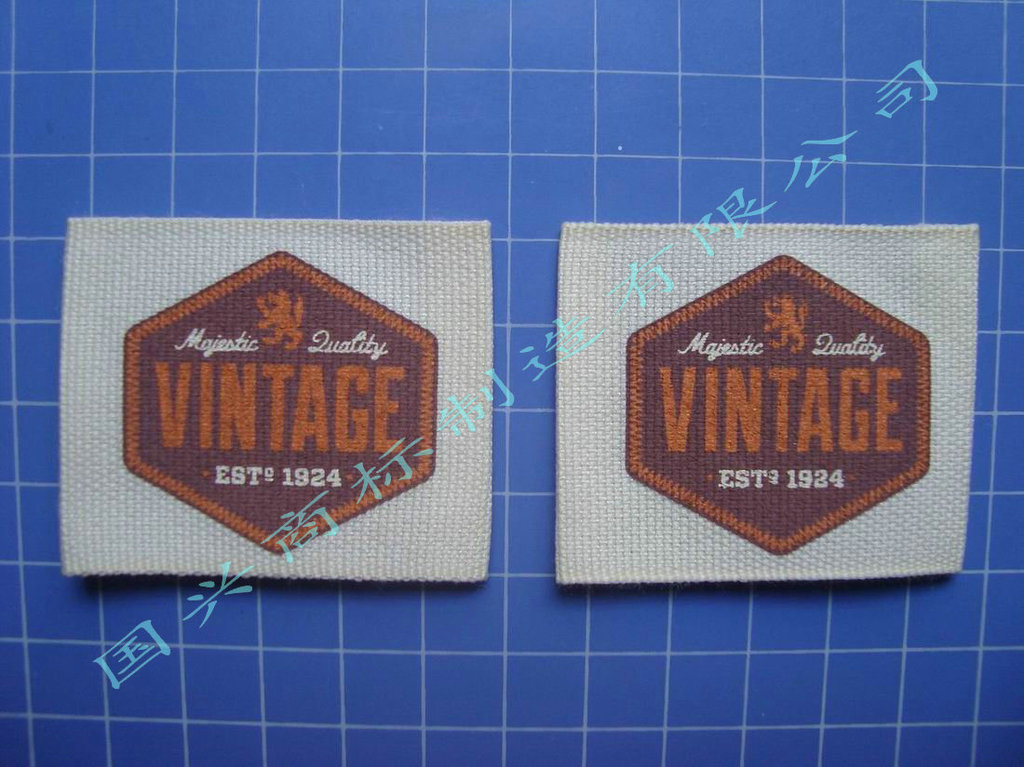 Majestic Quality
VINTAGE
ESTº 1924
Majestic Quality
VINTAGE
ESTº 1924
国兴商标制造有限公司